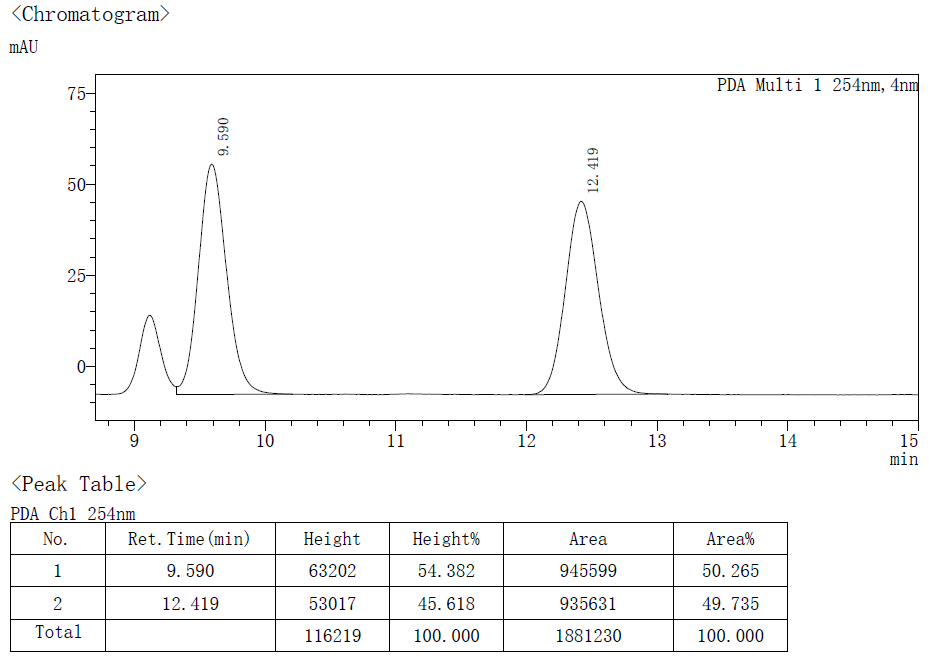 <Chromatogram>
mAU
PDA Multi 1 254nm,4nm
75
50
25
0
9.590
12.419
9 10 11 12 13 14 15
min
<Peak Table>
PDA Ch1 254nm
No. Ret.Time(min) Height Height% Area Area%
1 9.590 63202 54.382 945599 50.265
2 12.419 53017 45.618 935631 49.735
Total 116219 100.000 1881230 100.000